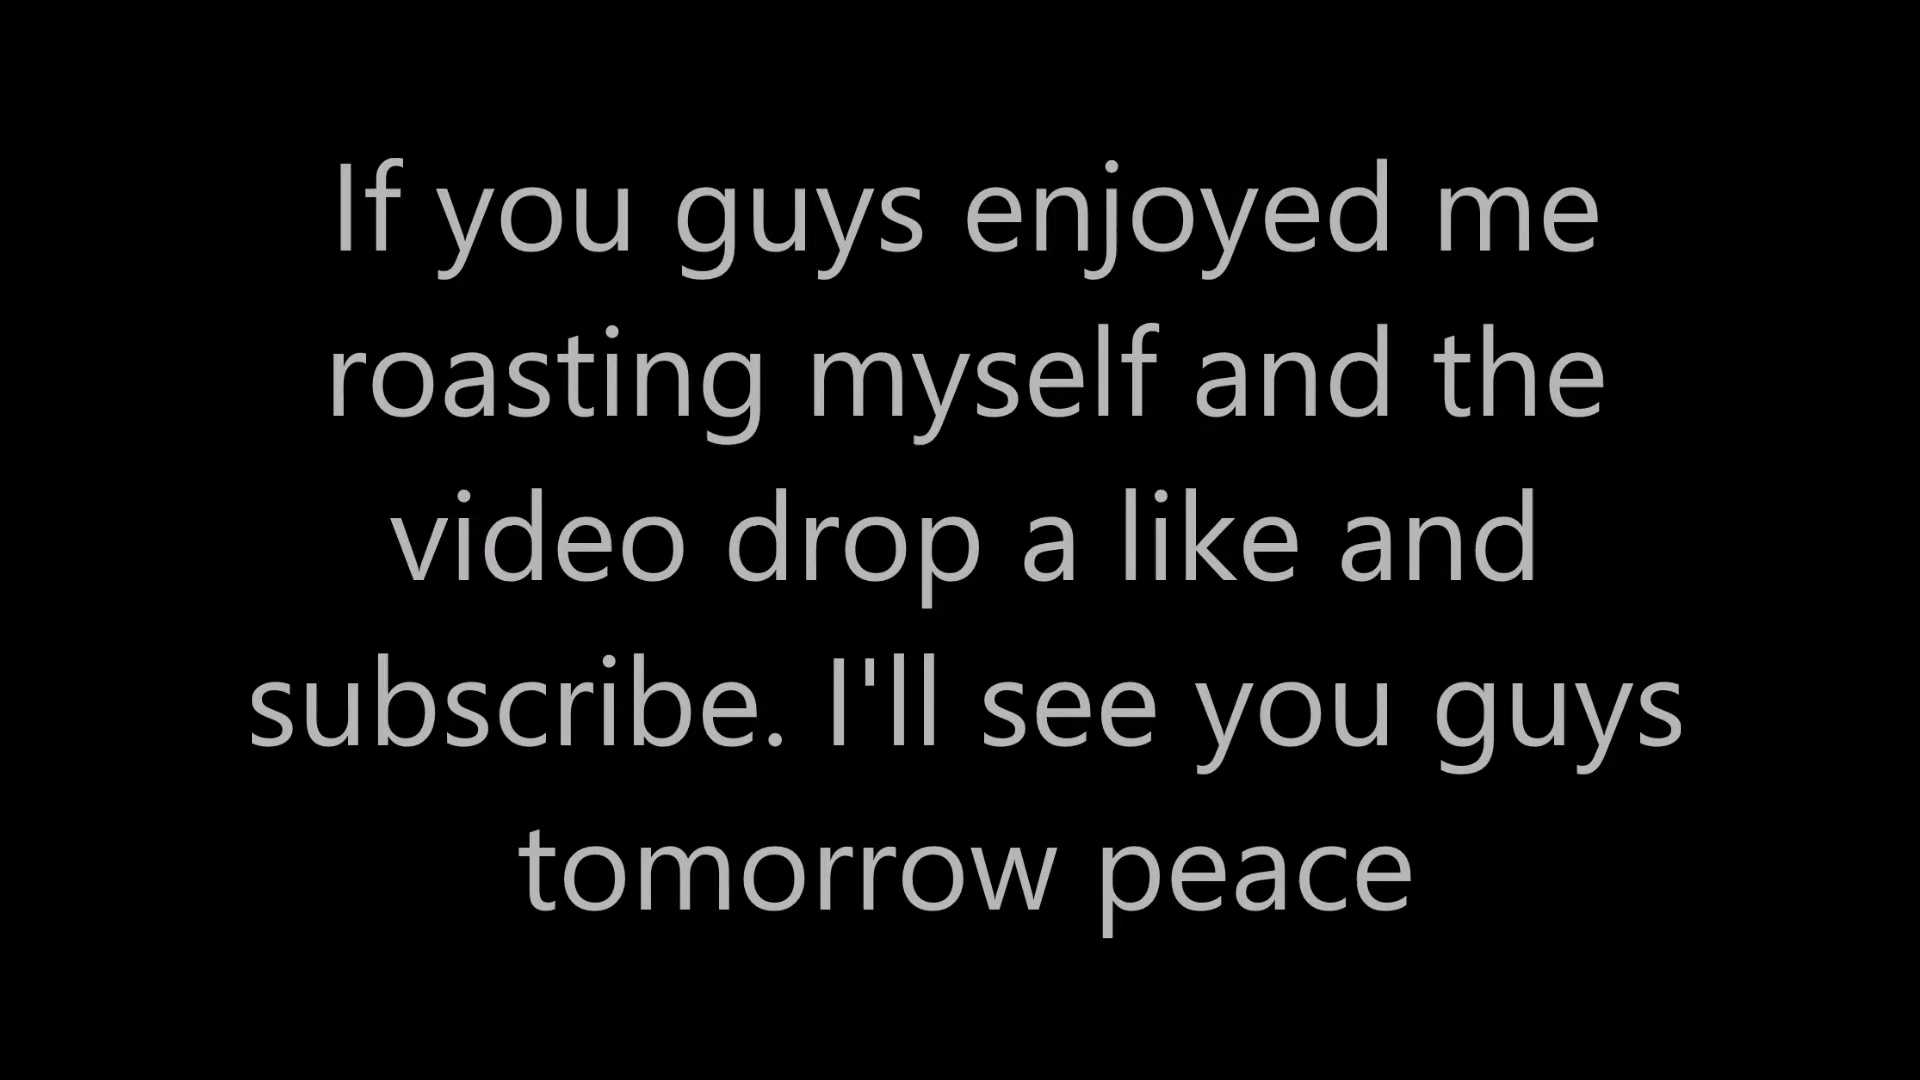 If you guys enjoyed me
roasting myself and the
video drop a like and
subscribe. I'll see you guys
tomorrow peace